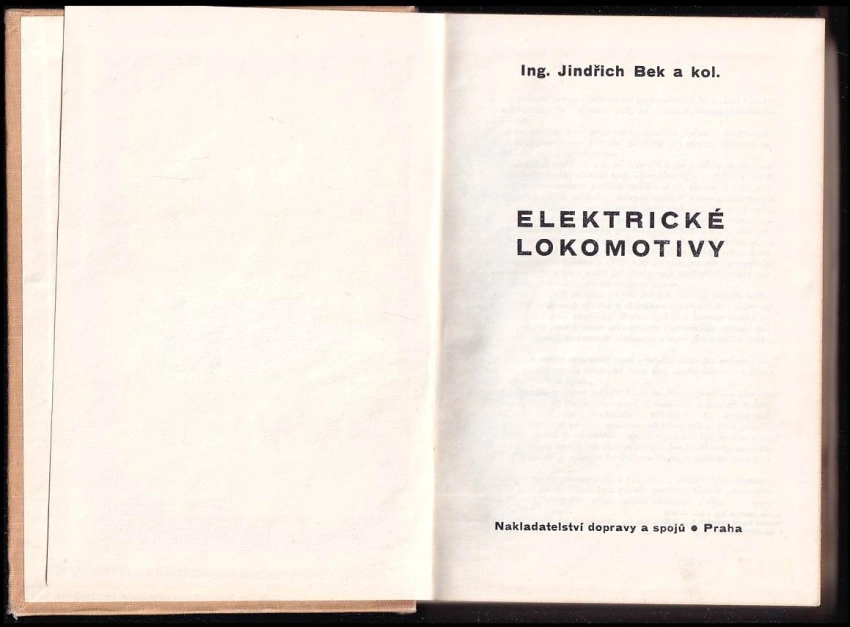 Ing. Jindřich Bek a kol.
ELEKTRICKÉ
LOKOMOTIVY
Nakladatelství dopravy a spojů ● Praha